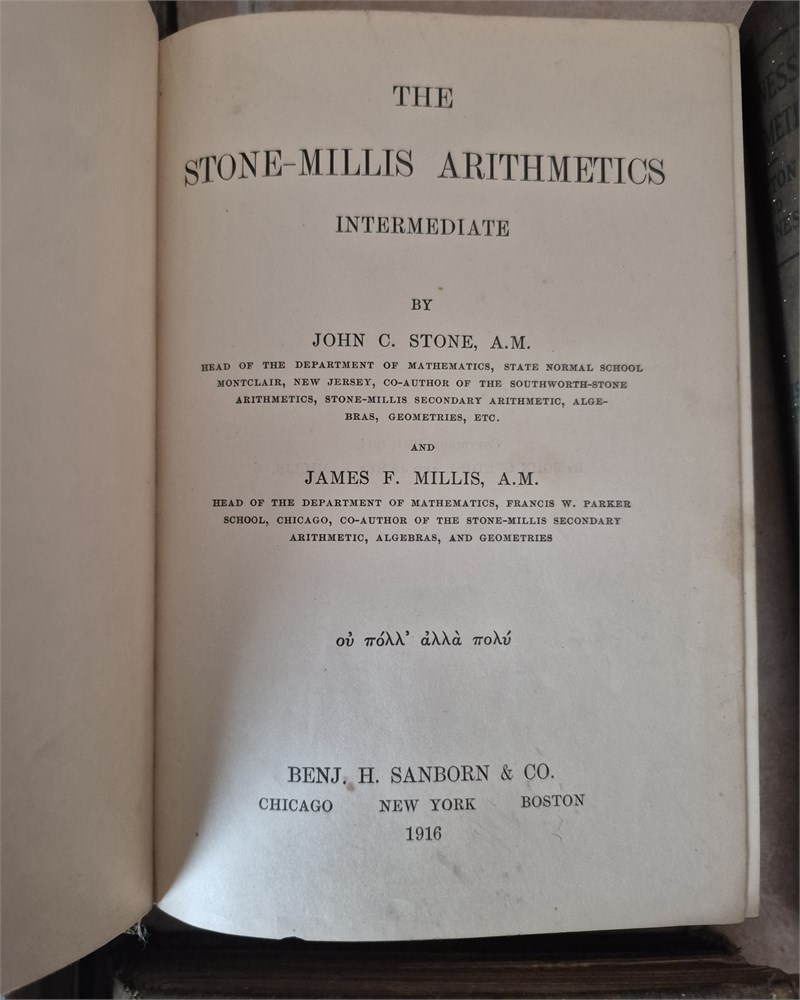 THE
STONE-MILLIS ARITHMETICS
INTERMEDIATE
BY
JOHN C. STONE, A.M.
HEAD OF THE DEPARTMENT OF MATHEMATICS, STATE NORMAL SCHOOL
MONTCLAIR, NEW JERSEY, CO-AUTHOR OF THE SOUTHWORTH-STONE
ARITHMETICS, STONE-MILLIS SECONDARY ARITHMETIC, ALGE-
BRAS, GEOMETRIES, ETC.
AND
JAMES F. MILLIS, A.M.
HEAD OF THE DEPARTMENT OF MATHEMATICS, FRANCIS W. PARKER
SCHOOL, CHICAGO, CO-AUTHOR OF THE STONE-MILLIS SECONDARY
ARITHMETIC, ALGEBRAS, AND GEOMETRIES
οὐ πόλλ' ἀλλὰ πολύ
BENJ. H. SANBORN & CO.
CHICAGO NEW YORK BOSTON
1916